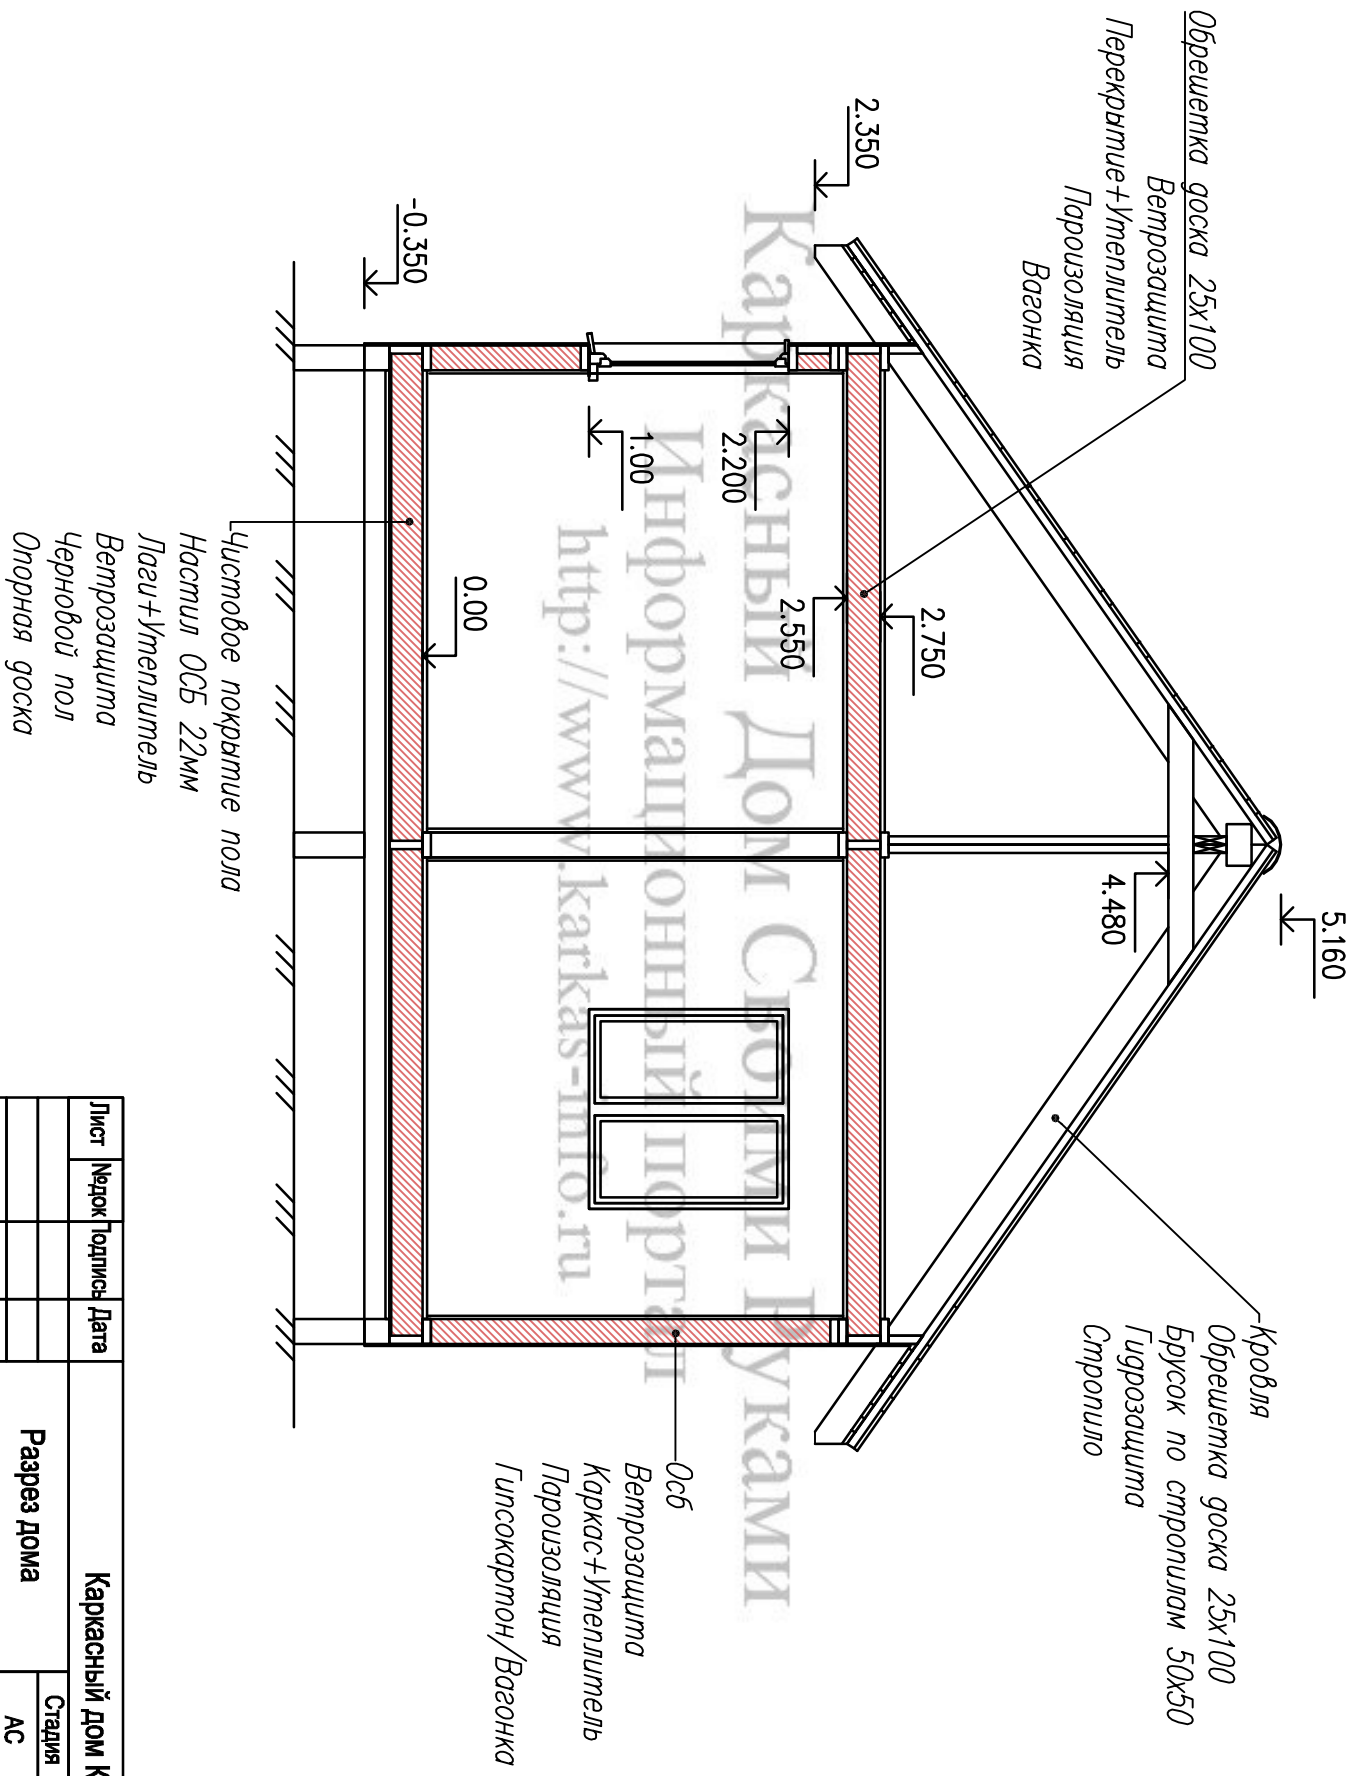 5.160
4.480
Обрешетка доска 25х100
Ветрозащита
Перекрытие+Утеплитель
Пароизоляция
Вагонка
Кровля
Обрешетка доска 25х100
Брусок по стропилам 50х50
Гидрозащита
Стропило
2.350
2.750
2.550
2.200
1.00
0.00
-0.350
Каркасный Дом Своими Руками
Информационный портал
http://www.karkas-info.ru
Осб
Ветрозащита
Каркас+Утеплитель
Пароизоляция
Гипсокартон/Вагонка
Чистовое покрытие пола
Настил ОСБ 22мм
Лаги+Утеплитель
Ветрозащита
Черновой пол
Опорная доска
Каркасный дом К
Лист №док Подпись Дата
Разрез дома
Стадия
АС